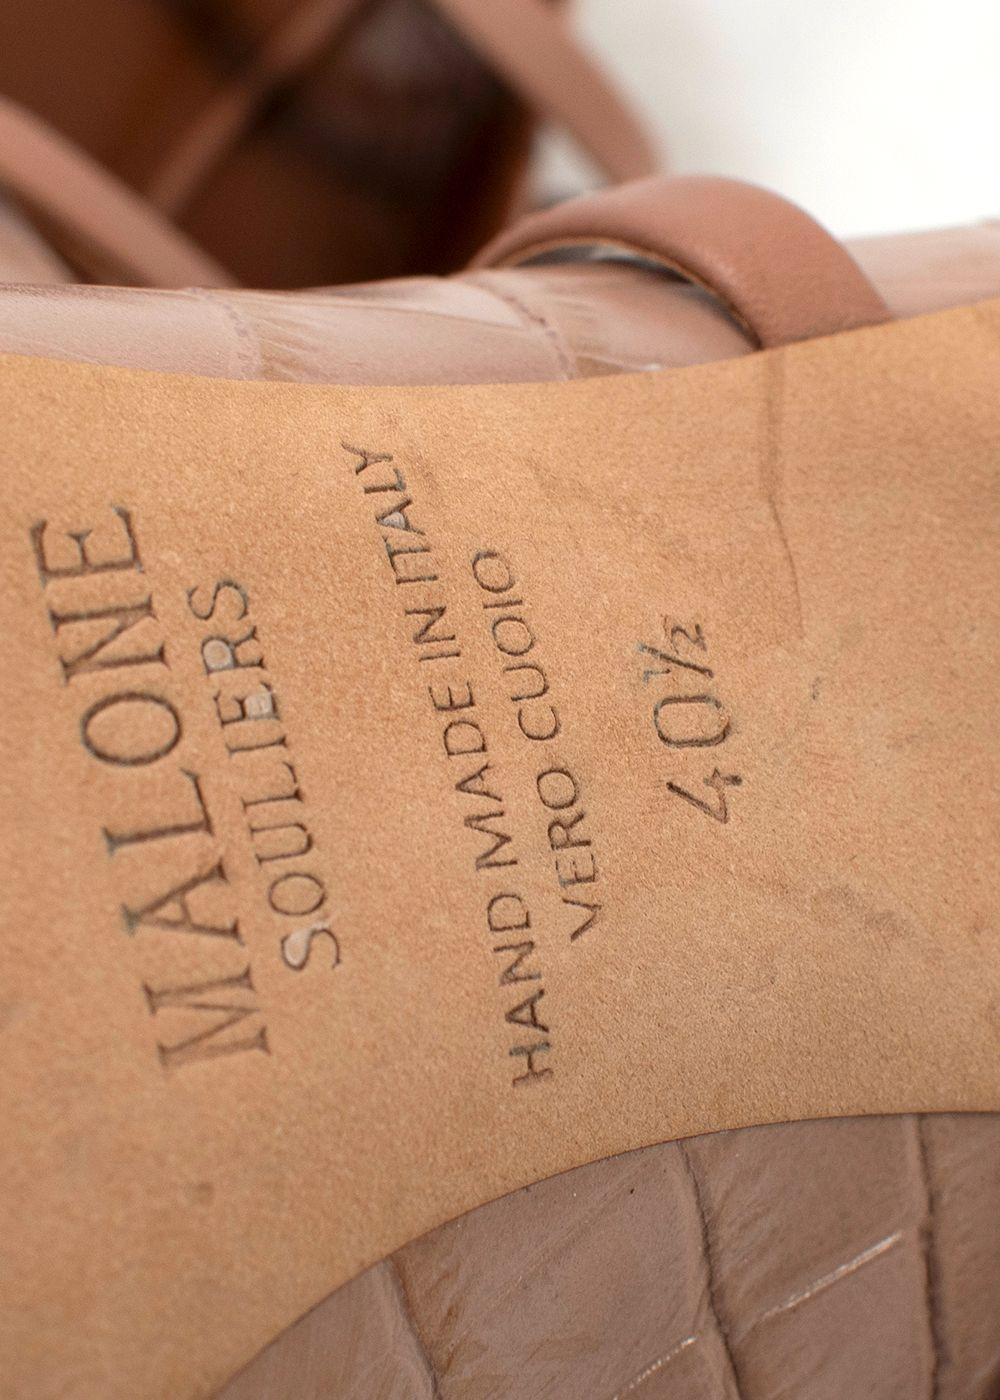 MALONE
SOULIERS
HAND MADE IN ITALY
VERO CUOIO
40½